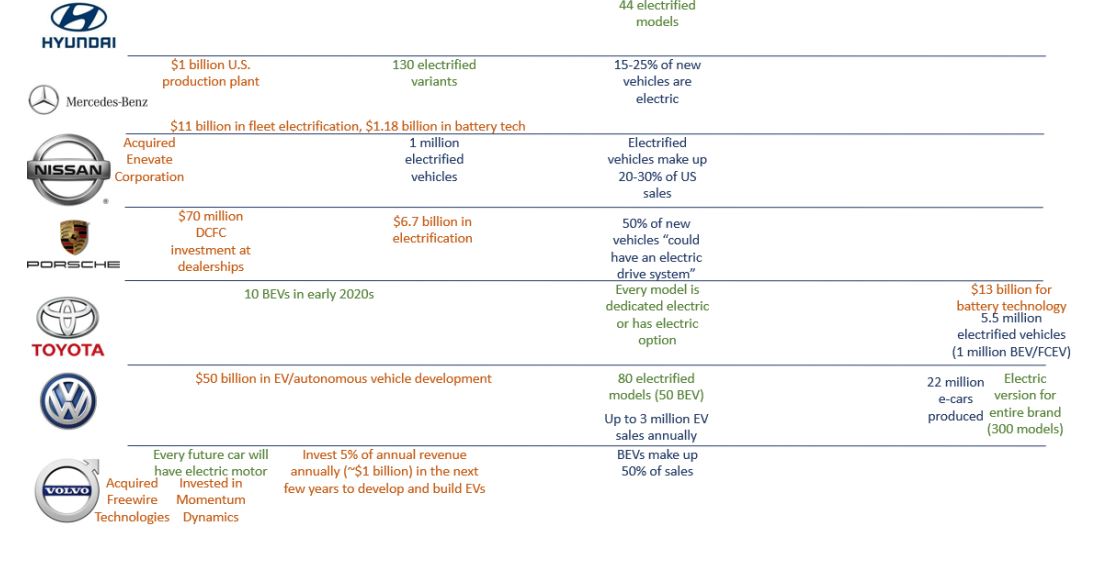 44 electrified
models
HYUNDAI
$1 billion U.S.
production plant
130 electrified
variants
15-25% of new
vehicles are
electric
Mercedes-Benz
$11 billion in fleet electrification, $1.18 billion in battery tech
NISSAN
®
Acquired
Enevate
Corporation
1 million
electrified
vehicles
Electrified
vehicles make up
20-30% of US
sales
PORSCHE
$70 million
DCFC
investment at
dealerships
$6.7 billion in
electrification
50% of new
vehicles “could
have an electric
drive system”
TOYOTA
10 BEVs in early 2020s
Every model is
dedicated electric
or has electric
option
$13 billion for
battery technology
5.5 million
electrified vehicles
(1 million BEV/FCEV)
$50 billion in EV/autonomous vehicle development
80 electrified
models (50 BEV)
Up to 3 million EV
sales annually
22 million
e-cars
produced
Electric
version for
entire brand
(300 models)
VOLVO
Every future car will
have electric motor
Acquired
Freewire
Technologies
Invested in
Momentum
Dynamics
Invest 5% of annual revenue
annually (~$1 billion) in the next
few years to develop and build EVs
BEVs make up
50% of sales